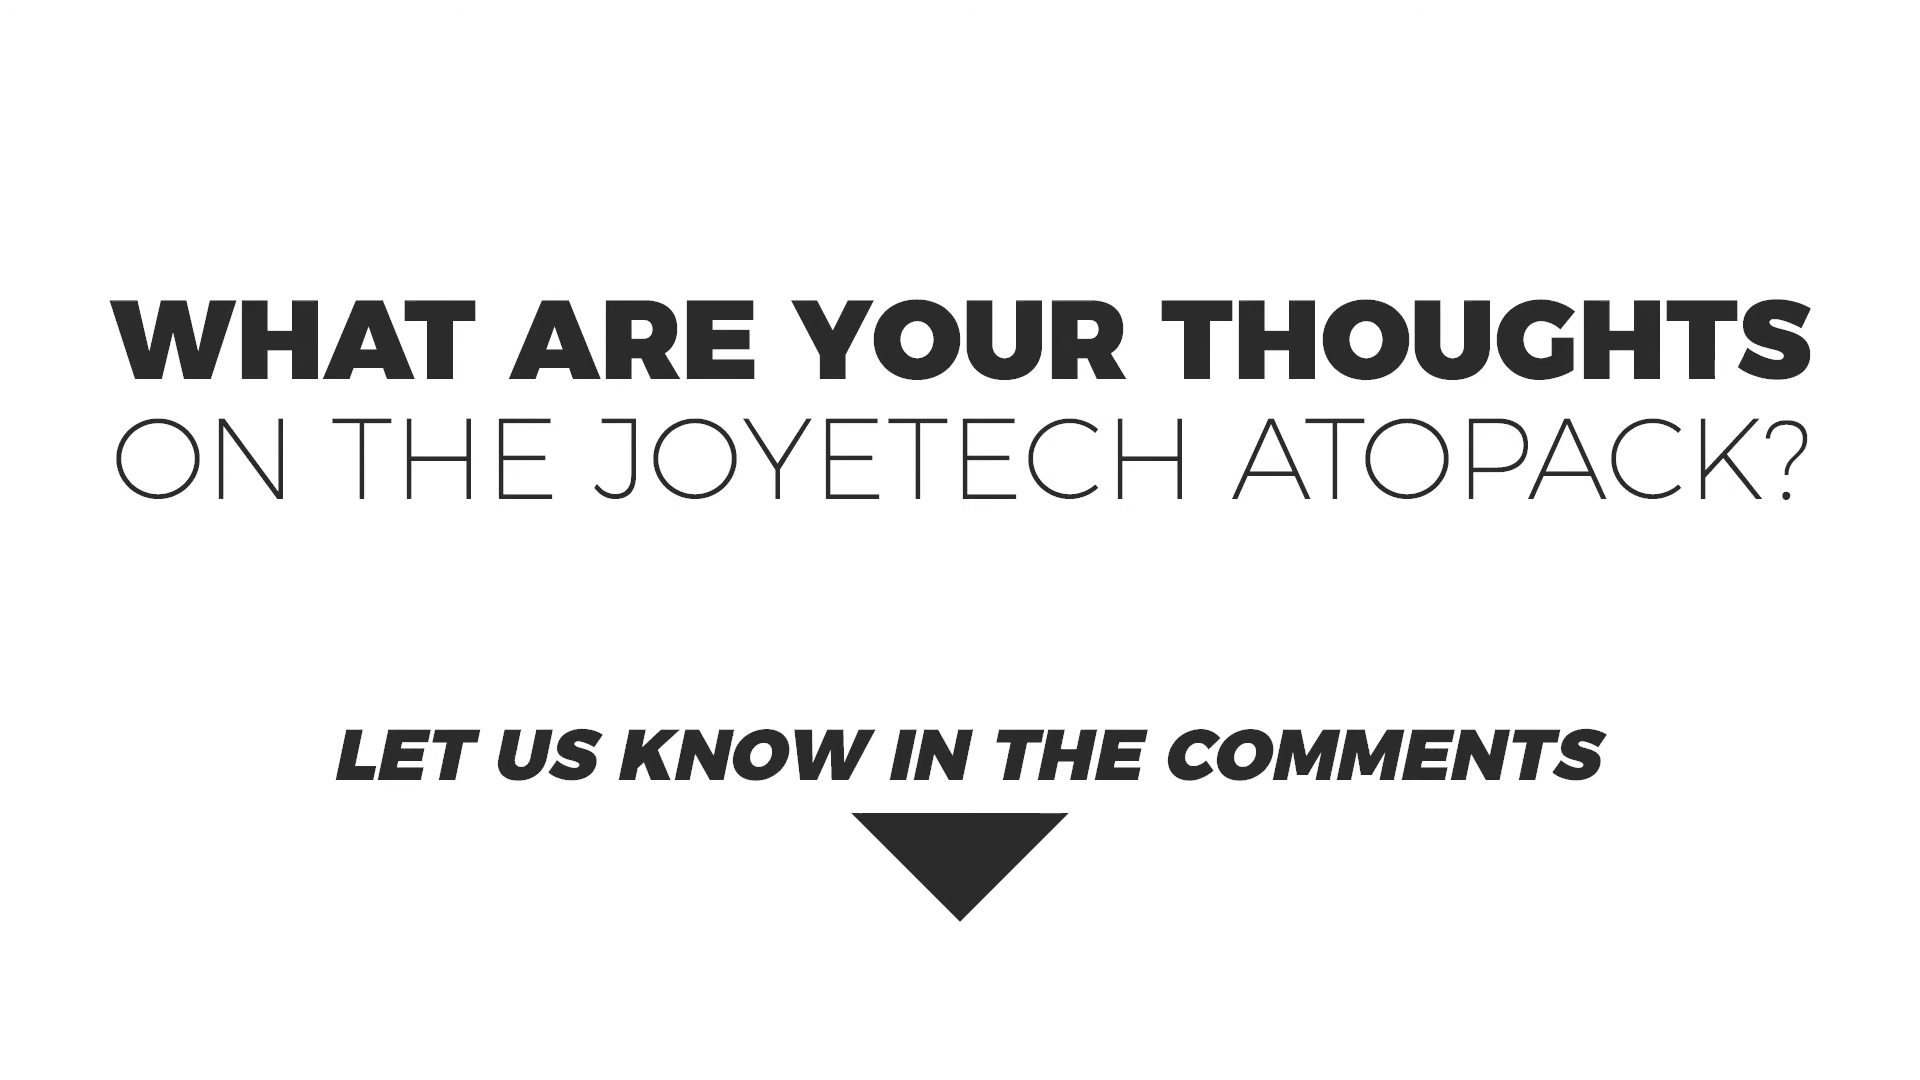 WHAT ARE YOUR THOUGHTS
ON THE JOYETECH ATOPACK?
LET US KNOW IN THE COMMENTS